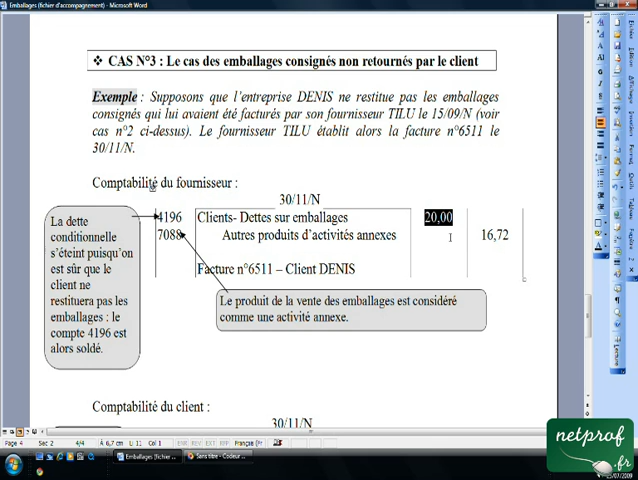 Emballages (fichier d'accompagnement) - Microsoft Word
❖ CAS N°3 : Le cas des emballages consignés non retournés par le client
Exemple : Supposons que l'entreprise DENIS ne restitue pas les emballages
consignés qui lui avaient été facturés par son fournisseur TILU le 15/09/N (voir
cas n°2 ci-dessus). Le fournisseur TILU établit alors la facture n°6511 le
30/11/N.
Comptabilité du fournisseur :
30/11/N
4196 Clients- Dettes sur emballages 20,00
7088 Autres produits d'activités annexes 16,72
Facture n°6511 – Client DENIS
La dette
conditionnelle
s'éteint puisqu'on
est sûr que le
client ne
restituera pas les
emballages : le
compte 4196 est
alors soldé.
Le produit de la vente des emballages est considéré
comme une activité annexe.
Comptabilité du client :
30/11/N
Page 4 Sec 2 4/4 À 6,7 cm Li 11 Col 1 ENR REV EXT RFP Français (Fr
Emballages (fichier ...
Sans titre - Codeur ...
netprof
.fr